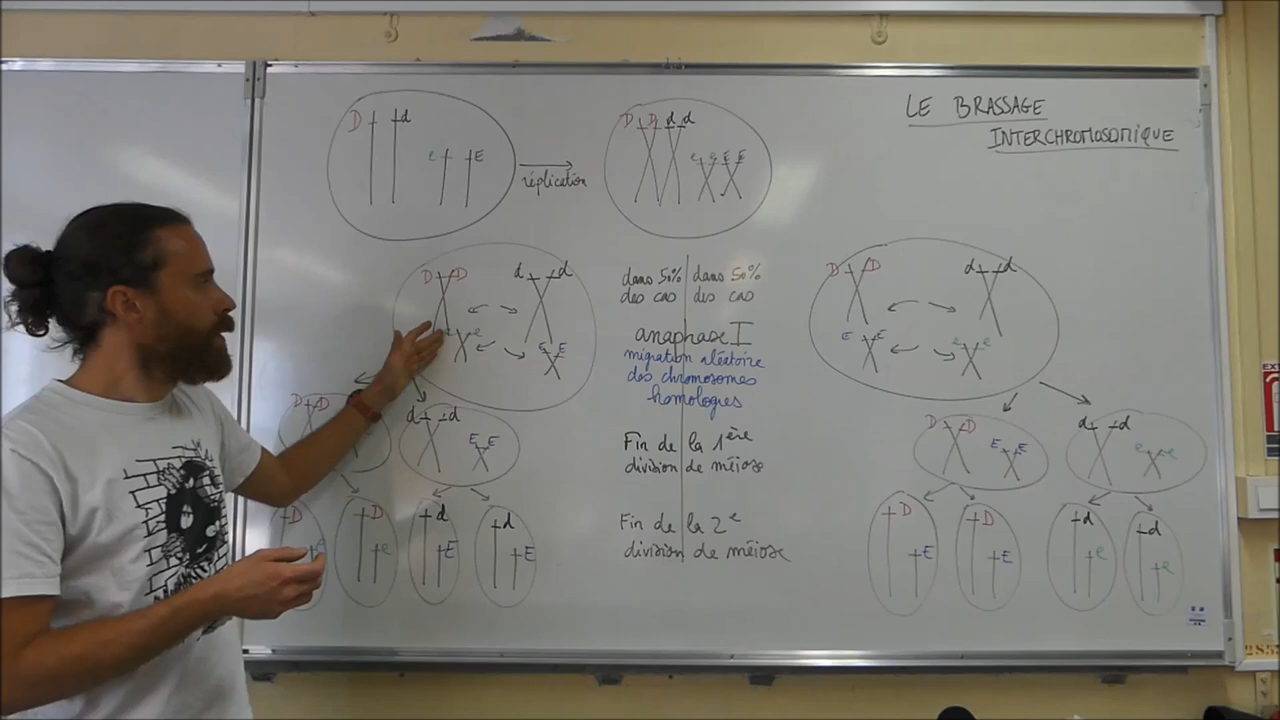 LE BRASSAGE
INTERCHROMOSOMIQUE
D d
e E
réplication
D D d d
e e E E
D D d d
e e
E E
dans 50%
des cas
dans 50%
des cas
anaphase I
migration aléatoire
des chromosomes
homologues
D D d d
E E e e
D D
d d
E E
Fin de la 1ère
division de méiose
D D
E E
d d
e e
D
e
D
e
d
E
d
E
Fin de la 2e
division de méiose
D
E
D
E
d
e
d
e